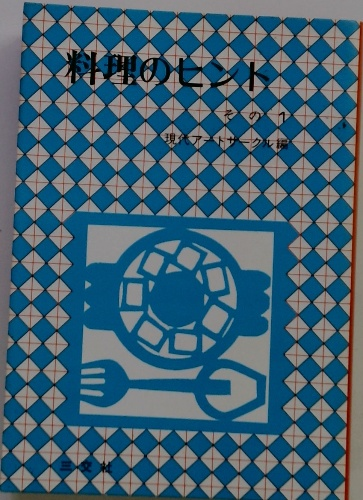 料理のヒント
その1
現代アートサークル編
三交社